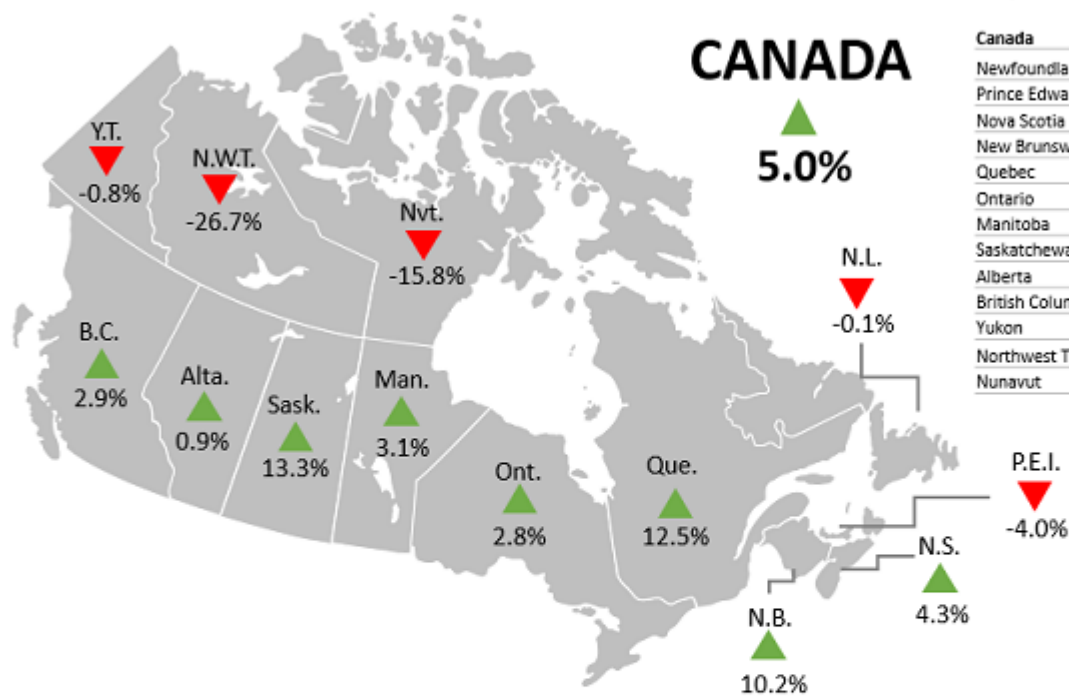 CANADA
5.0%
Y.T.
-0.8%
N.W.T.
-26.7%
Nvt.
-15.8%
N.L.
-0.1%
B.C.
2.9%
Alta.
0.9%
Sask.
13.3%
Man.
3.1%
Ont.
2.8%
Que.
12.5%
P.E.I.
-4.0%
N.S.
4.3%
N.B.
10.2%
Canada
Newfoundla
Prince Edwa
Nova Scotia
New Brunsw
Quebec
Ontario
Manitoba
Saskatchewa
Alberta
British Colun
Yukon
Northwest T
Nunavut